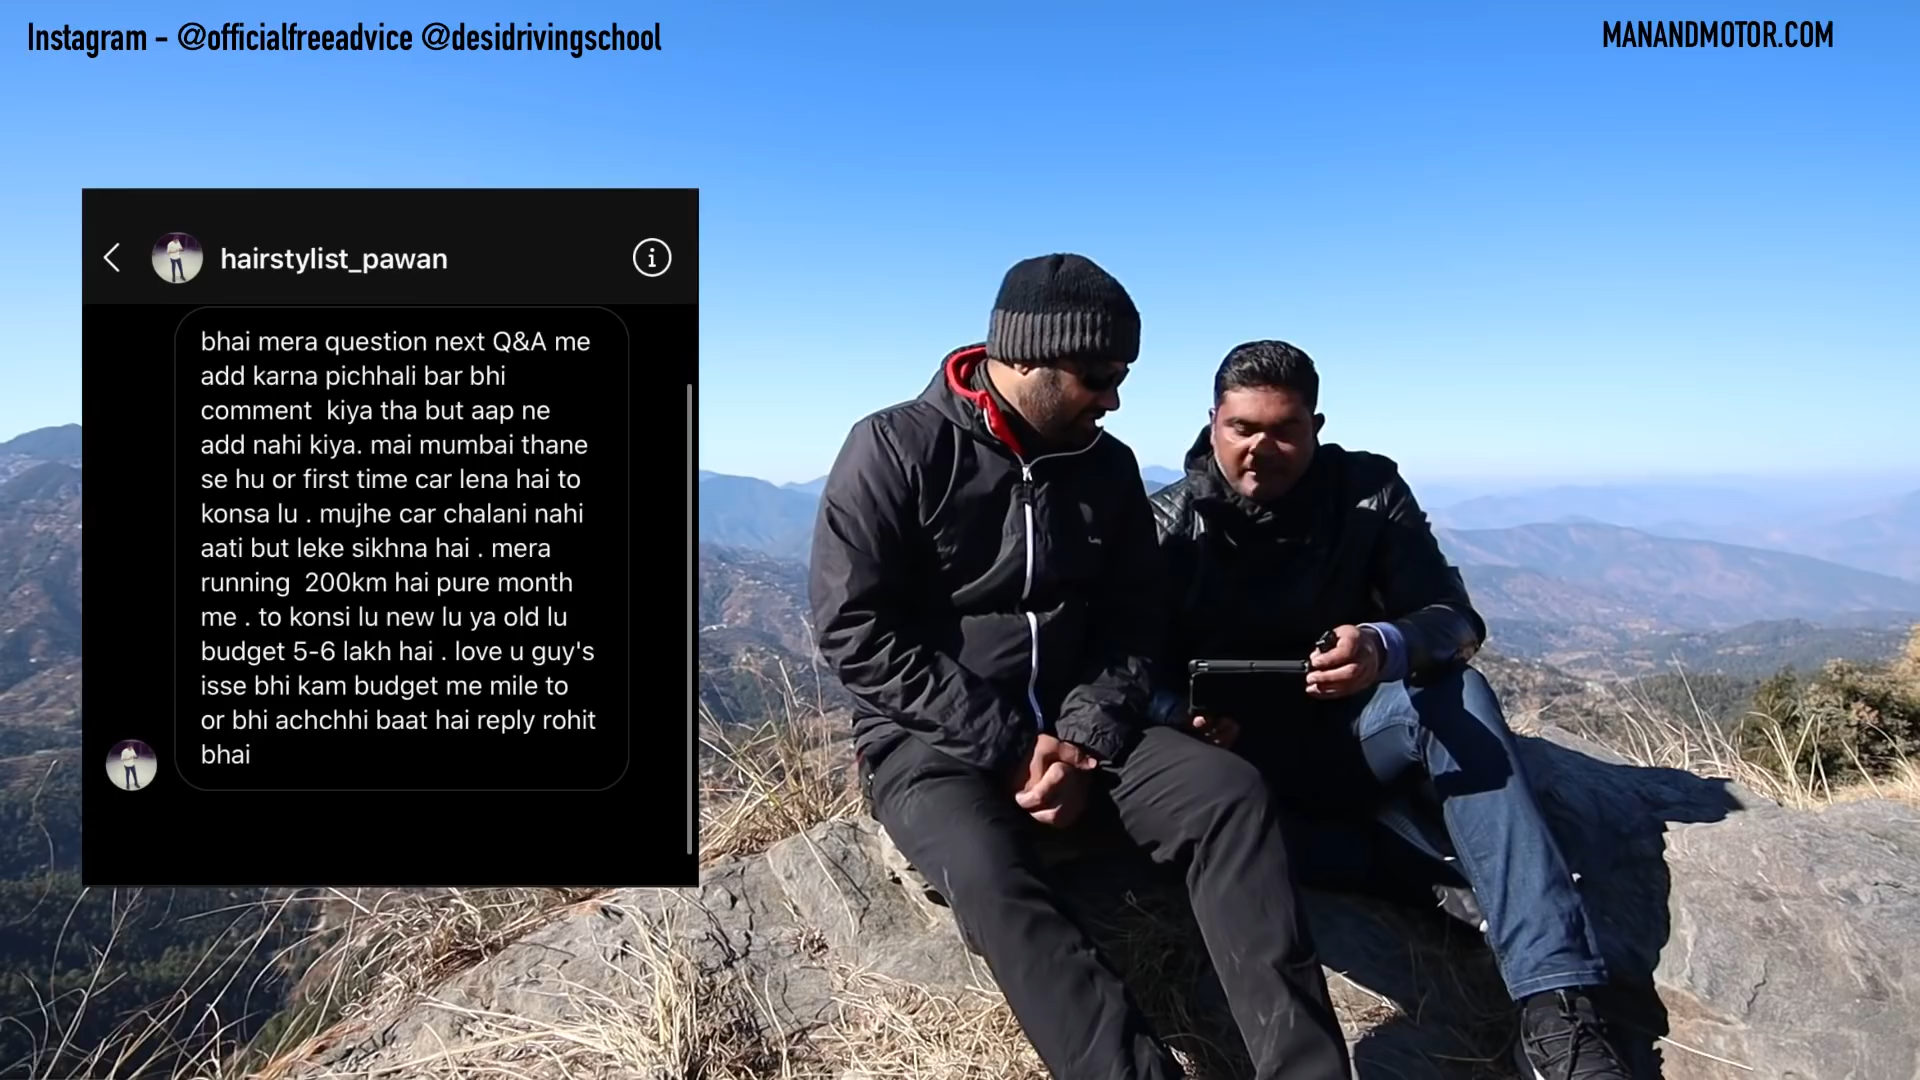 Instagram - @officialfreeadvice @desidrivingschool
MANANDMOTOR.COM
hairstylist_pawan
bhai mera question next Q&A me
add karna pichhali bar bhi
comment  kiya tha but aap ne
add nahi kiya. mai mumbai thane
se hu or first time car lena hai to
konsa lu . mujhe car chalani nahi
aati but leke sikhna hai . mera
running  200km hai pure month
me . to konsi lu new lu ya old lu
budget 5-6 lakh hai . love u guy's
isse bhi kam budget me mile to
or bhi achchhi baat hai reply rohit
bhai